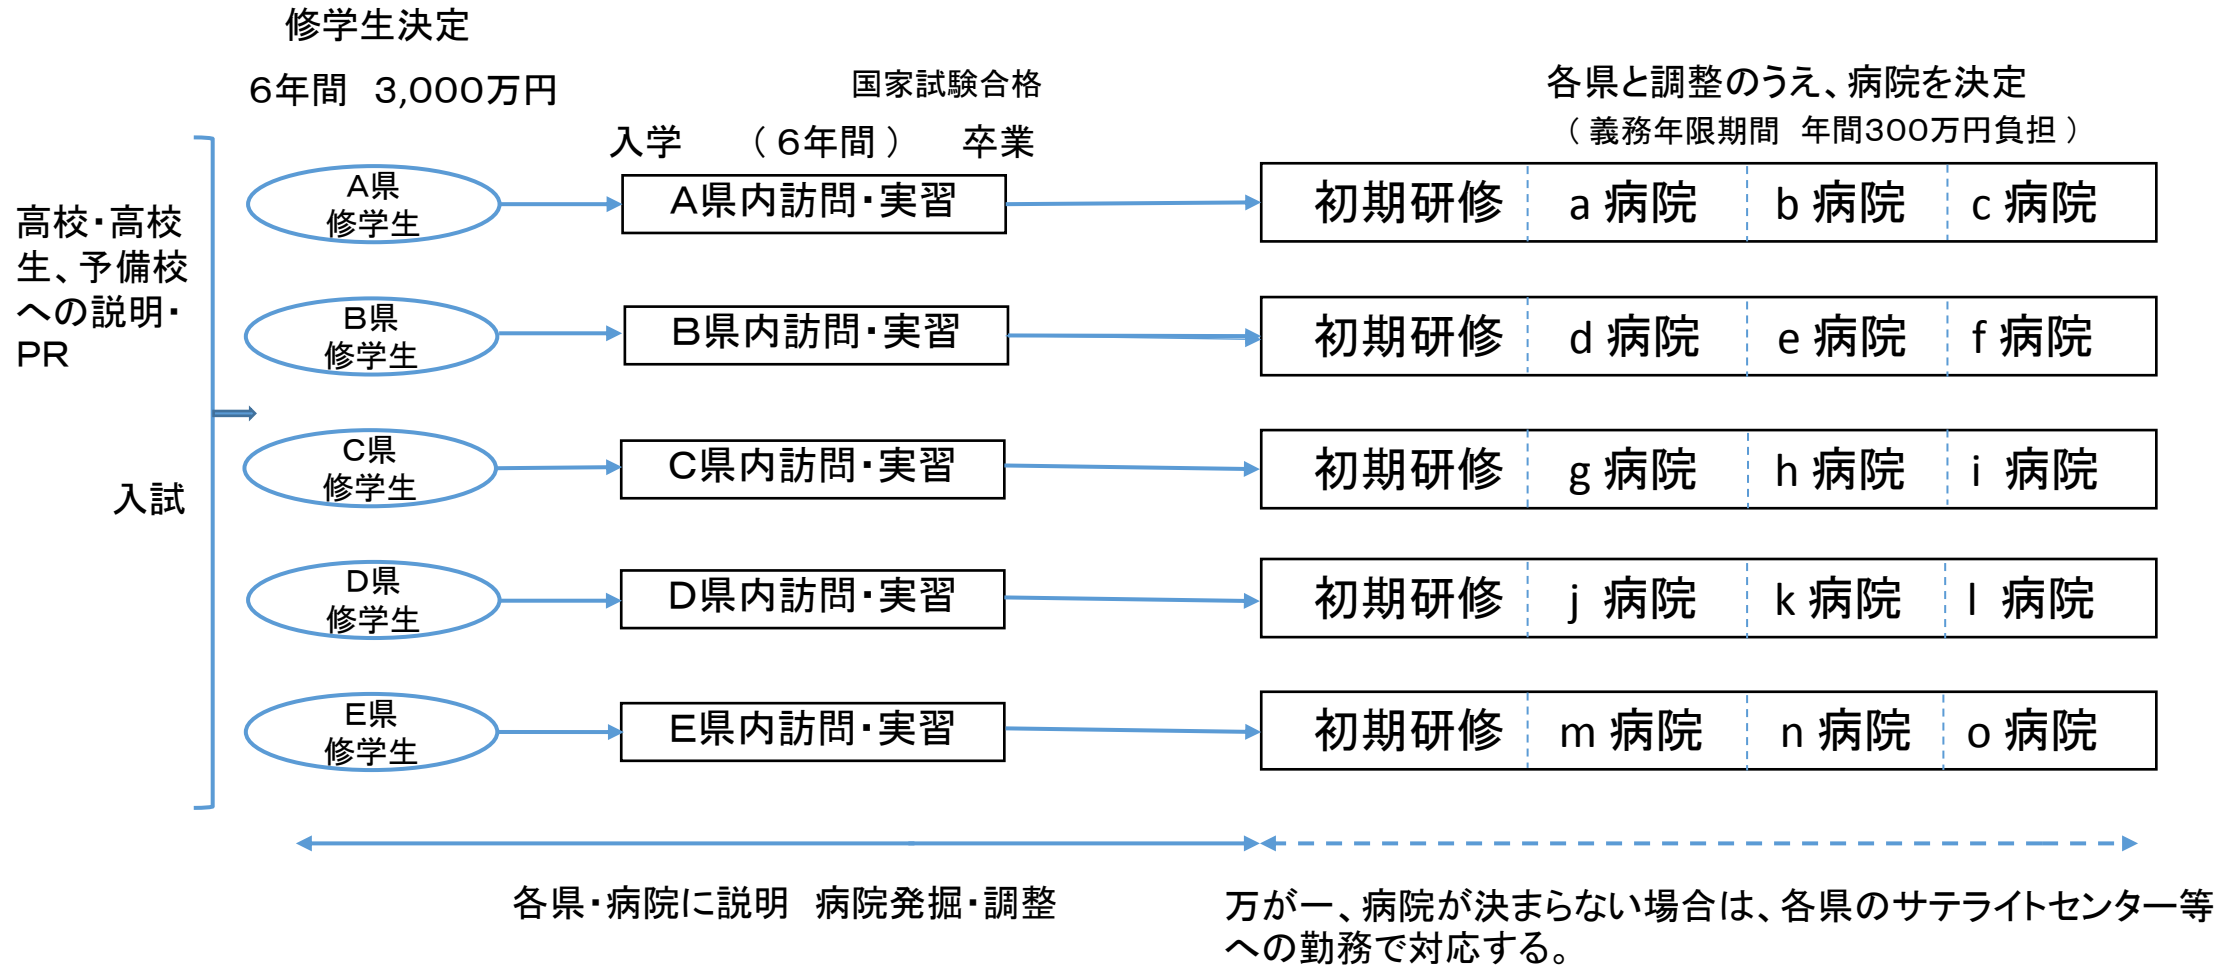 修学生決定
6年間 3,000万円
国家試験合格
各県と調整のうえ、病院を決定
(義務年限期間 年間300万円負担)
入学 (6年間) 卒業
高校・高校
生、予備校
への説明・
PR
入試
A県
修学生
A県内訪問・実習
初期研修 a 病院 b 病院 c 病院
B県
修学生
B県内訪問・実習
初期研修 d 病院 e 病院 f 病院
C県
修学生
C県内訪問・実習
初期研修 g 病院 h 病院 i 病院
D県
修学生
D県内訪問・実習
初期研修 j 病院 k 病院 l 病院
E県
修学生
E県内訪問・実習
初期研修 m 病院 n 病院 o 病院
各県・病院に説明 病院発掘・調整
万が一、病院が決まらない場合は、各県のサテライトセンター等
への勤務で対応する。